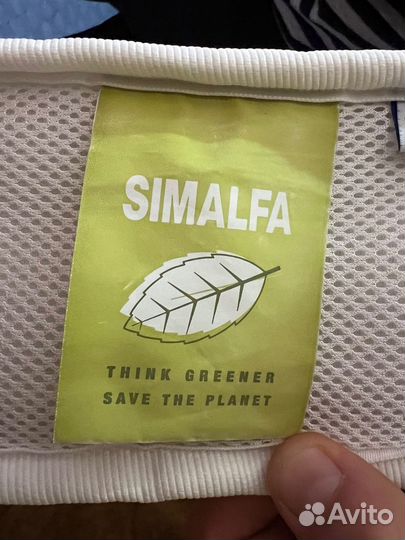 SIMALFA
THINK GREENER
SAVE THE PLANET
Avito